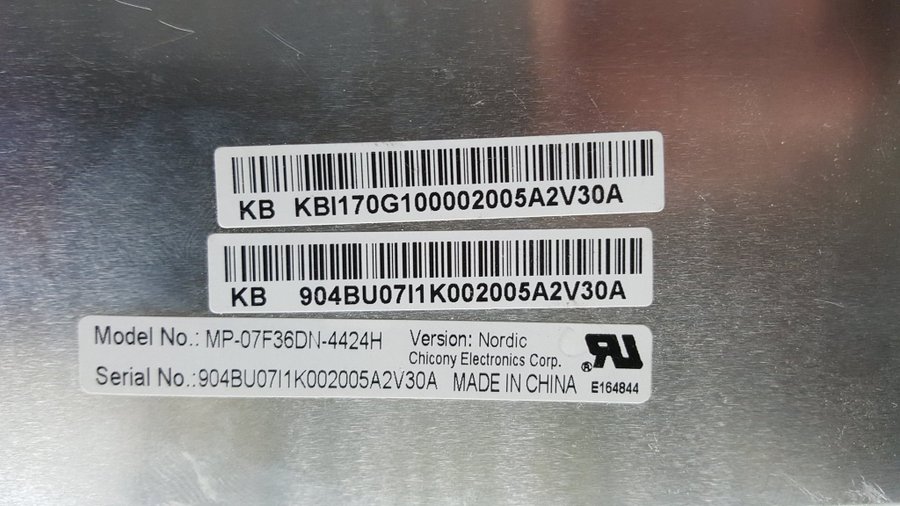 KB KBI170G100002005A2V30A
KB 904BU07I1K002005A2V30A
Model No.: MP-07F36DN-4424H Version: Nordic
Chicony Electronics Corp.
Serial No.:904BU07I1K002005A2V30A MADE IN CHINA
® E164844